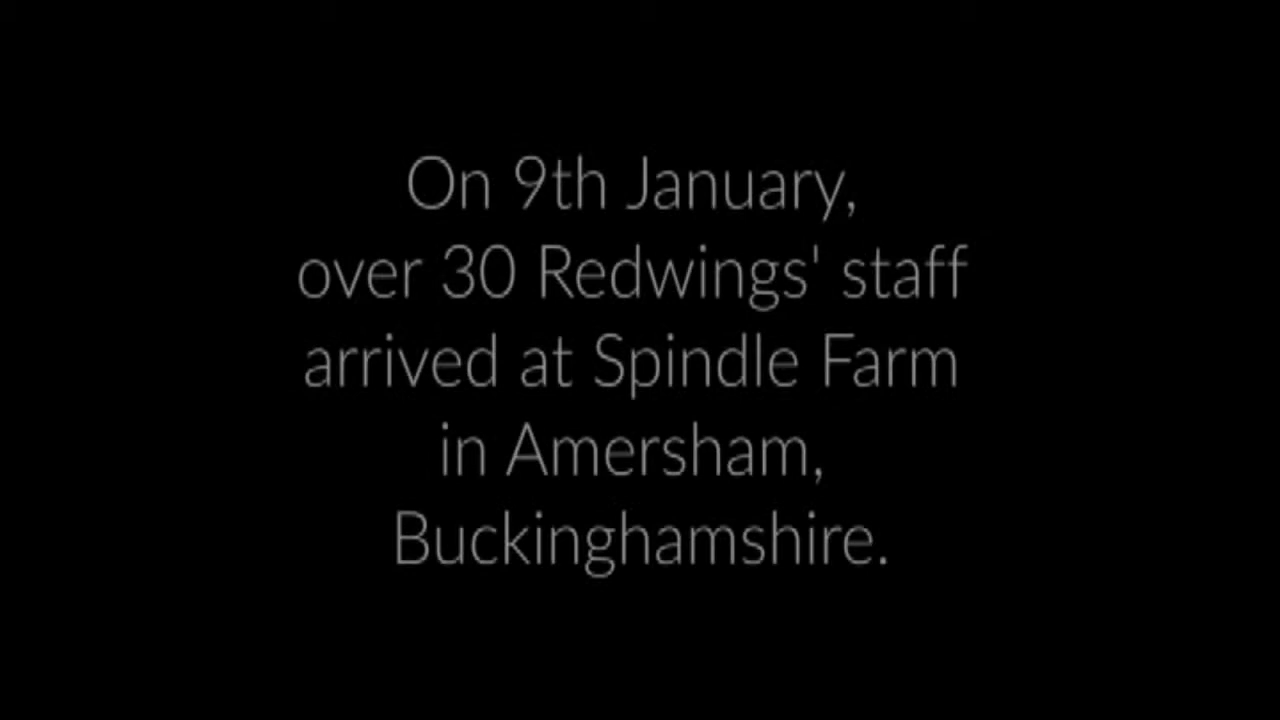 On 9th January,
over 30 Redwings' staff
arrived at Spindle Farm
in Amersham,
Buckinghamshire.